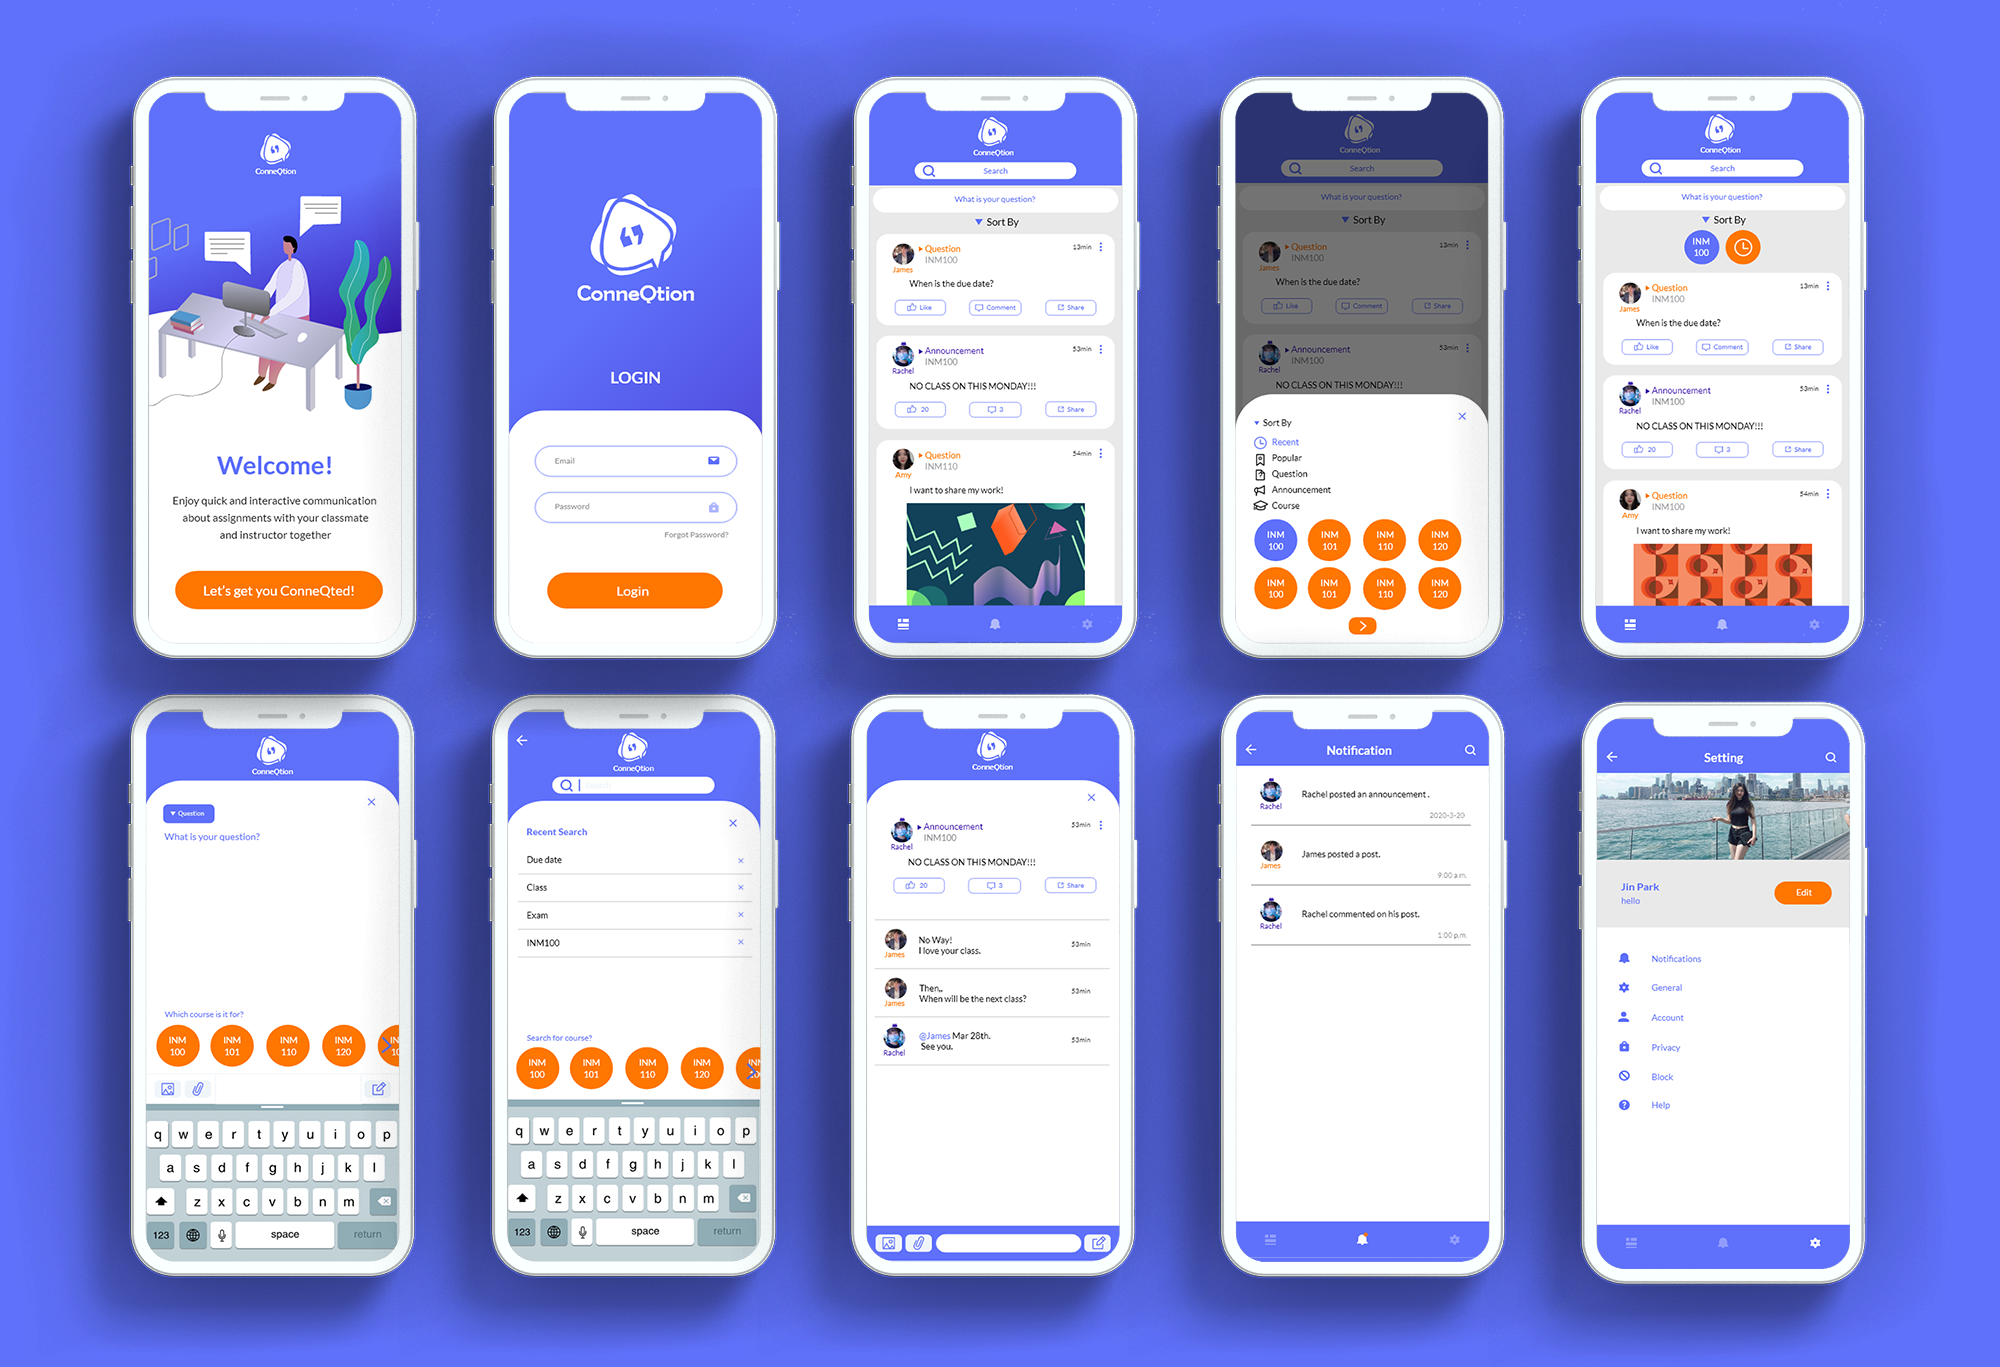 ConneQtion
Welcome!
Enjoy quick and interactive communication
about assignments with your classmate
and instructor together
Let's get you ConneQted!
ConneQtion
LOGIN
Email
Password
Forgot Password?
Login
ConneQtion
Search
What is your question?
Sort By
Question
13min
INM100
James
When is the due date?
Like
Comment
Share
Announcement
53min
INM100
Rachel
NO CLASS ON THIS MONDAY!!!
20
3
Share
Question
54min
INM110
Amy
I want to share my work!
ConneQtion
Search
What is your question?
Sort By
Question
13min
INM100
James
When is the due date?
Like
Comment
Share
Announcement
53min
INM100
Rachel
NO CLASS ON THIS MONDAY!!!
Sort By
Recent
Popular
Question
Announcement
Course
INM
100
INM
101
INM
110
INM
120
INM
100
INM
101
INM
110
INM
120
ConneQtion
Search
What is your question?
Sort By
INM
100
Question
13min
INM100
James
When is the due date?
Like
Comment
Share
Announcement
53min
INM100
Rachel
NO CLASS ON THIS MONDAY!!!
20
3
Share
Question
54min
INM100
Amy
I want to share my work!
ConneQtion
Question
What is your question?
Which course is it for?
INM
100
INM
101
INM
110
INM
120
IN
10
q w e r t y u i o p
a s d f g h j k l
z x c v b n m
123 space return
ConneQtion
Recent Search
Due date
Class
Exam
INM100
Search for course?
INM
100
INM
101
INM
110
INM
120
q w e r t y u i o p
a s d f g h j k l
z x c v b n m
123 space return
ConneQtion
Announcement
53min
INM100
Rachel
NO CLASS ON THIS MONDAY!!!
20
3
Share
No Way!
I love your class.
53min
James
Then,,
When will be the next class?
53min
James
@James Mar 28th.
See you.
53min
Rachel
Notification
Rachel posted an announcement .
Rachel
2020-3-20
James posted a post.
James
9:00 a.m.
Rachel commented on his post.
Rachel
1:00 p.m.
Setting
Jin Park
hello
Edit
Notifications
General
Account
Privacy
Block
Help